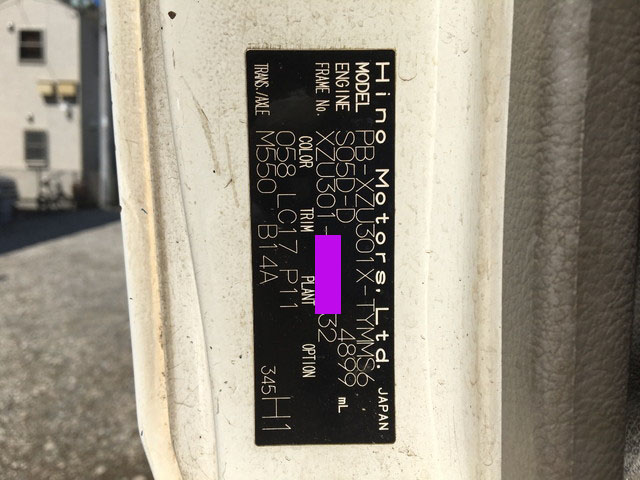 Hino Motors, Ltd. JAPAN
MODEL PB-XZU301X-TYMMS6
ENGINE S05D-D 4899 mL
FRAME No. XZU301- 32
COLOR TRIM PLANT OPTION
058 LC17 P11
TRANS./AXLE M550 B14A 345H1